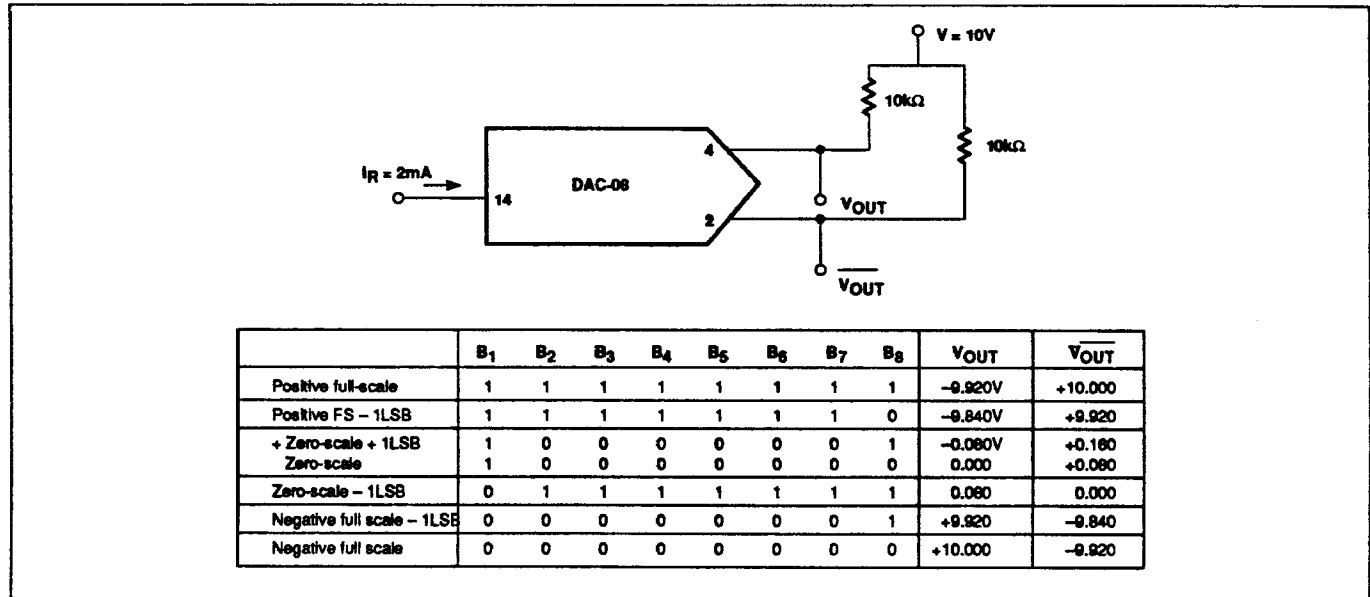 V = 10V
10kΩ
10kΩ
4
I_R = 2mA
DAC-08
14
V_OUT
2
V̅_OUT
B1 B2 B3 B4 B5 B6 B7 B8 VOUT V̅OUT
Positive full-scale 1 1 1 1 1 1 1 1 –9.920V +10.000
Positive FS – 1LSB 1 1 1 1 1 1 1 0 –9.840V +9.920
+ Zero-scale + 1LSB 1 0 0 0 0 0 0 1 –0.080V +0.160
Zero-scale 1 0 0 0 0 0 0 0 0.000 +0.080
Zero-scale – 1LSB 0 1 1 1 1 1 1 1 0.080 0.000
Negative full scale – 1LSB 0 0 0 0 0 0 0 1 +9.920 –9.840
Negative full scale 0 0 0 0 0 0 0 0 +10.000 –9.920